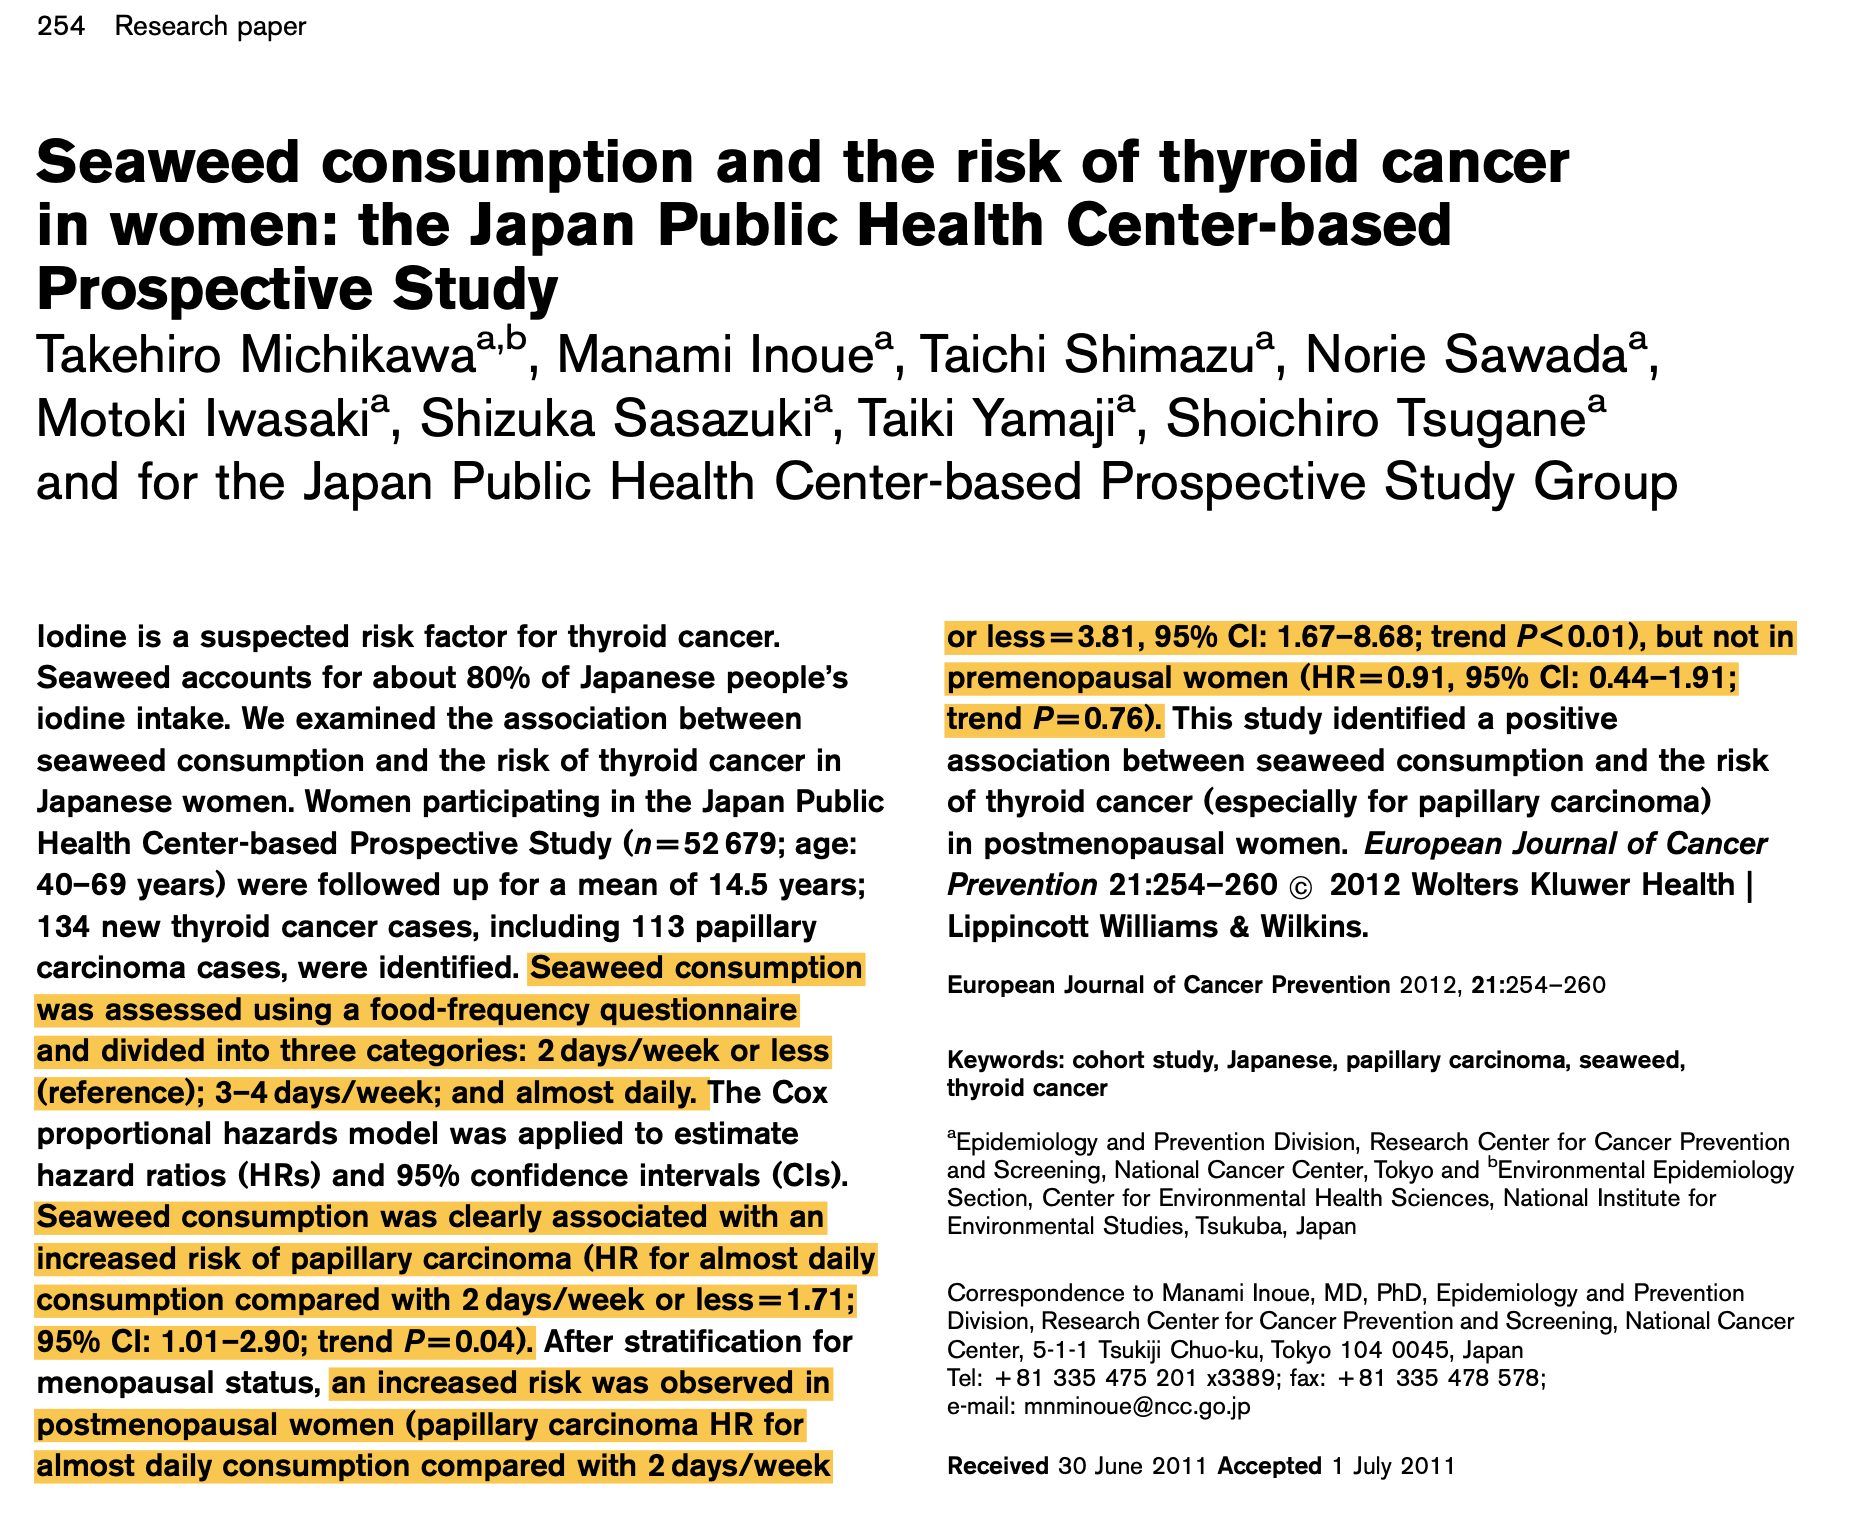 254 Research paper
Seaweed consumption and the risk of thyroid cancer
in women: the Japan Public Health Center-based
Prospective Study
Takehiro Michikawaa,b, Manami Inouea, Taichi Shimazua, Norie Sawadaa,
Motoki Iwasakia, Shizuka Sasazukia, Taiki Yamajia, Shoichiro Tsuganea
and for the Japan Public Health Center-based Prospective Study Group
Iodine is a suspected risk factor for thyroid cancer.
Seaweed accounts for about 80% of Japanese people's
iodine intake. We examined the association between
seaweed consumption and the risk of thyroid cancer in
Japanese women. Women participating in the Japan Public
Health Center-based Prospective Study (n=52 679; age:
40–69 years) were followed up for a mean of 14.5 years;
134 new thyroid cancer cases, including 113 papillary
carcinoma cases, were identified. Seaweed consumption
was assessed using a food-frequency questionnaire
and divided into three categories: 2 days/week or less
(reference); 3–4 days/week; and almost daily. The Cox
proportional hazards model was applied to estimate
hazard ratios (HRs) and 95% confidence intervals (CIs).
Seaweed consumption was clearly associated with an
increased risk of papillary carcinoma (HR for almost daily
consumption compared with 2 days/week or less=1.71;
95% CI: 1.01–2.90; trend P=0.04). After stratification for
menopausal status, an increased risk was observed in
postmenopausal women (papillary carcinoma HR for
almost daily consumption compared with 2 days/week
or less=3.81, 95% CI: 1.67–8.68; trend P<0.01), but not in
premenopausal women (HR=0.91, 95% CI: 0.44–1.91;
trend P=0.76). This study identified a positive
association between seaweed consumption and the risk
of thyroid cancer (especially for papillary carcinoma)
in postmenopausal women. European Journal of Cancer
Prevention 21:254–260 © 2012 Wolters Kluwer Health |
Lippincott Williams & Wilkins.
European Journal of Cancer Prevention 2012, 21:254–260
Keywords: cohort study, Japanese, papillary carcinoma, seaweed,
thyroid cancer
aEpidemiology and Prevention Division, Research Center for Cancer Prevention
and Screening, National Cancer Center, Tokyo and bEnvironmental Epidemiology
Section, Center for Environmental Health Sciences, National Institute for
Environmental Studies, Tsukuba, Japan
Correspondence to Manami Inoue, MD, PhD, Epidemiology and Prevention
Division, Research Center for Cancer Prevention and Screening, National Cancer
Center, 5-1-1 Tsukiji Chuo-ku, Tokyo 104 0045, Japan
Tel: +81 335 475 201 x3389; fax: +81 335 478 578;
e-mail: mnminoue@ncc.go.jp
Received 30 June 2011 Accepted 1 July 2011